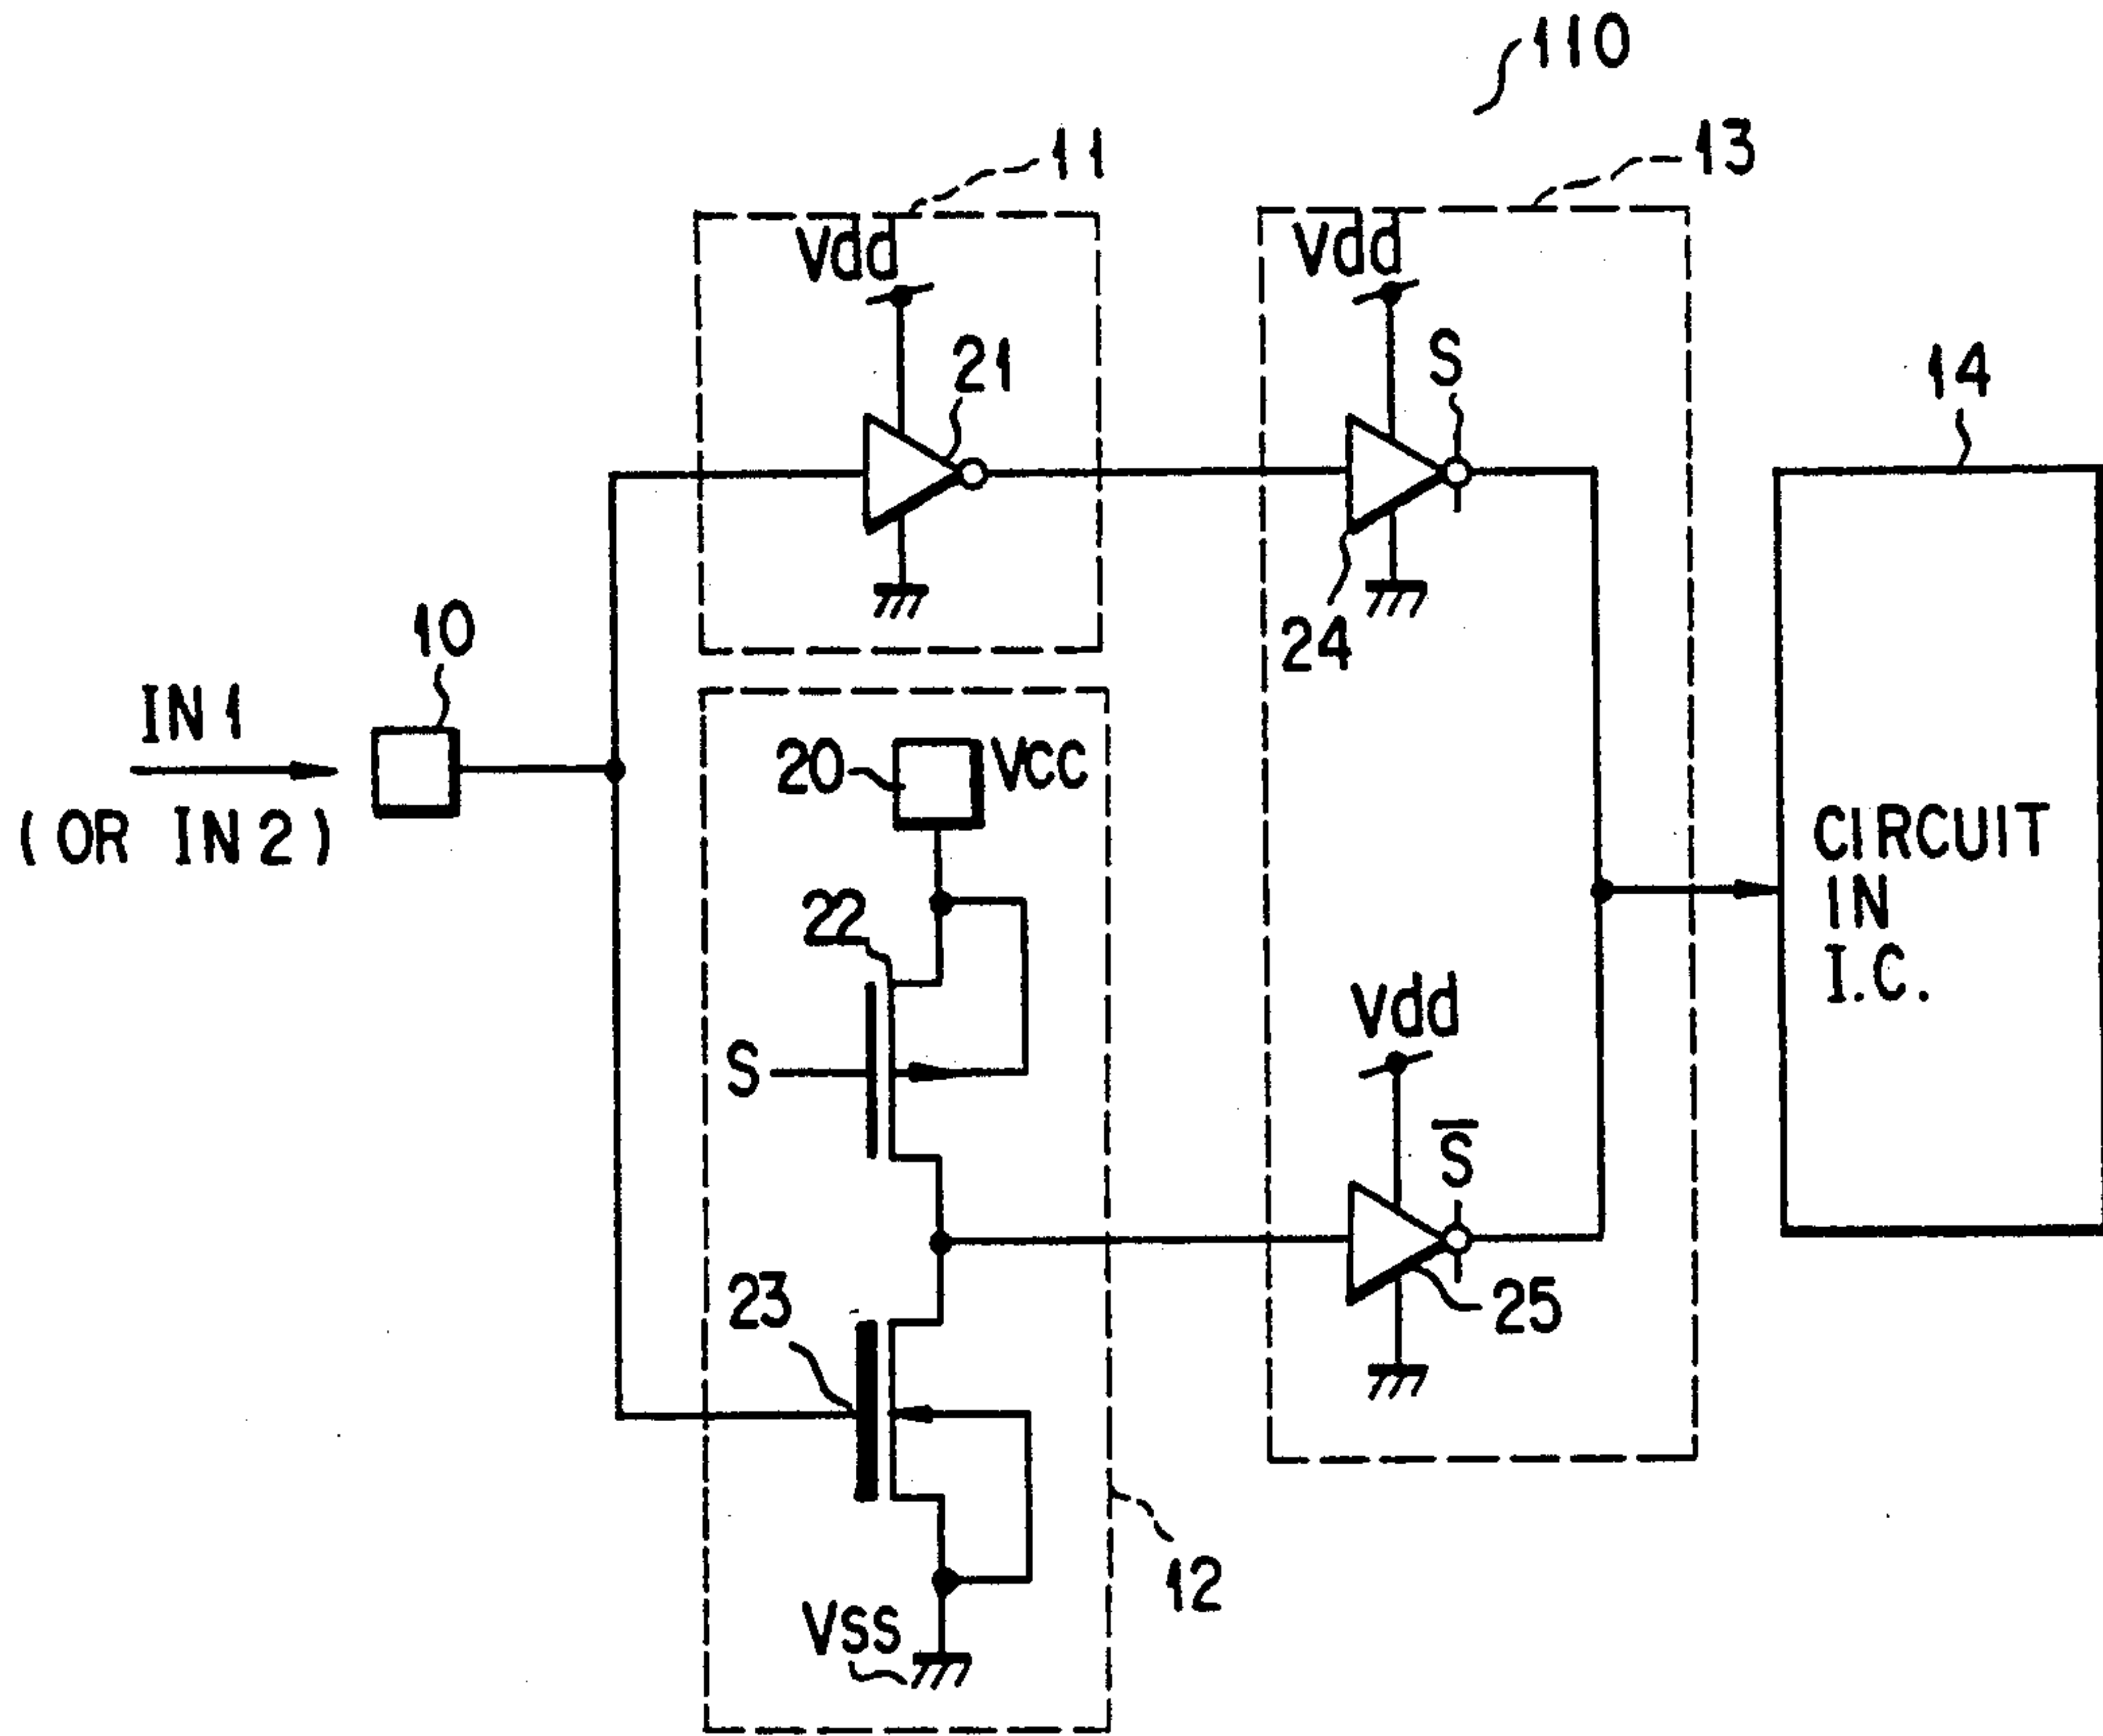 110
11
13
Vdd
Vdd
21
S
14
24
10
IN1
(OR IN2)
20
VCC
CIRCUIT
IN
I.C.
22
Vdd
S
S̅
23
25
12
VSS